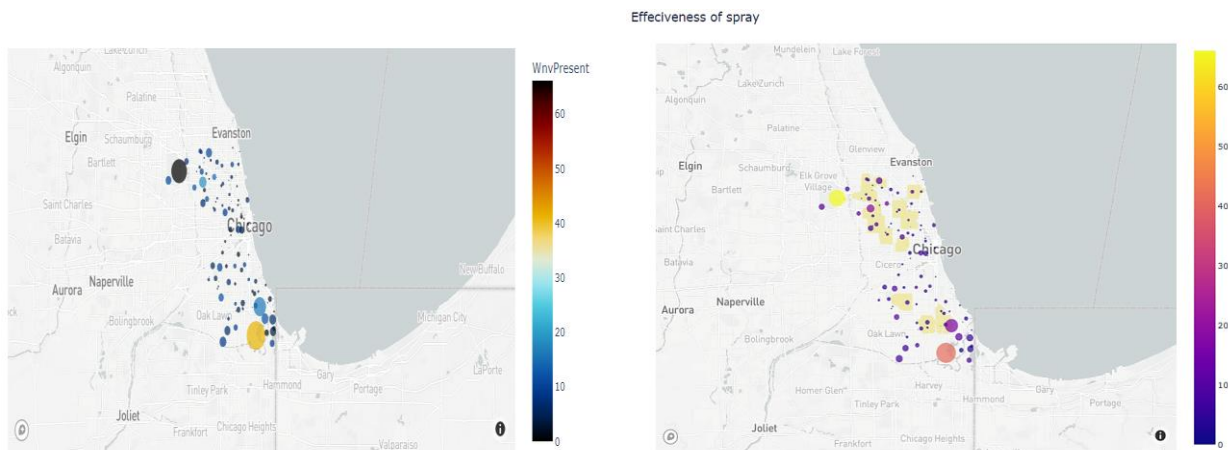 Effeciveness of spray
WnvPresent
60
50
40
30
20
10
0
Lake Zurich
Algonquin
Palatine
Evanston
Elgin
Schaumburg
Bartlett
Saint Charles
Chicago
Batavia
Naperville
Aurora
New Buffalo
Michigan City
Bolingbrook
Oak Lawn
Gary
LaPorte
Tinley Park
Hammond
Portage
Joliet
Frankfort
Chicago Heights
Valparaiso
Mundelein
Lake Forest
Lake Zurich
Algonquin
Palatine
Glenview
Evanston
Elgin
Schaumburg
Elk Grove
Village
Bartlett
Saint Charles
Chicago
Batavia
Cicero
Naperville
Aurora
Oak Lawn
Bolingbrook
Homer Glen
Harvey
Gary
Tinley Park
Hammond
Portage
Joliet
Frankfort
Chicago Heights
60
50
40
30
20
10
0